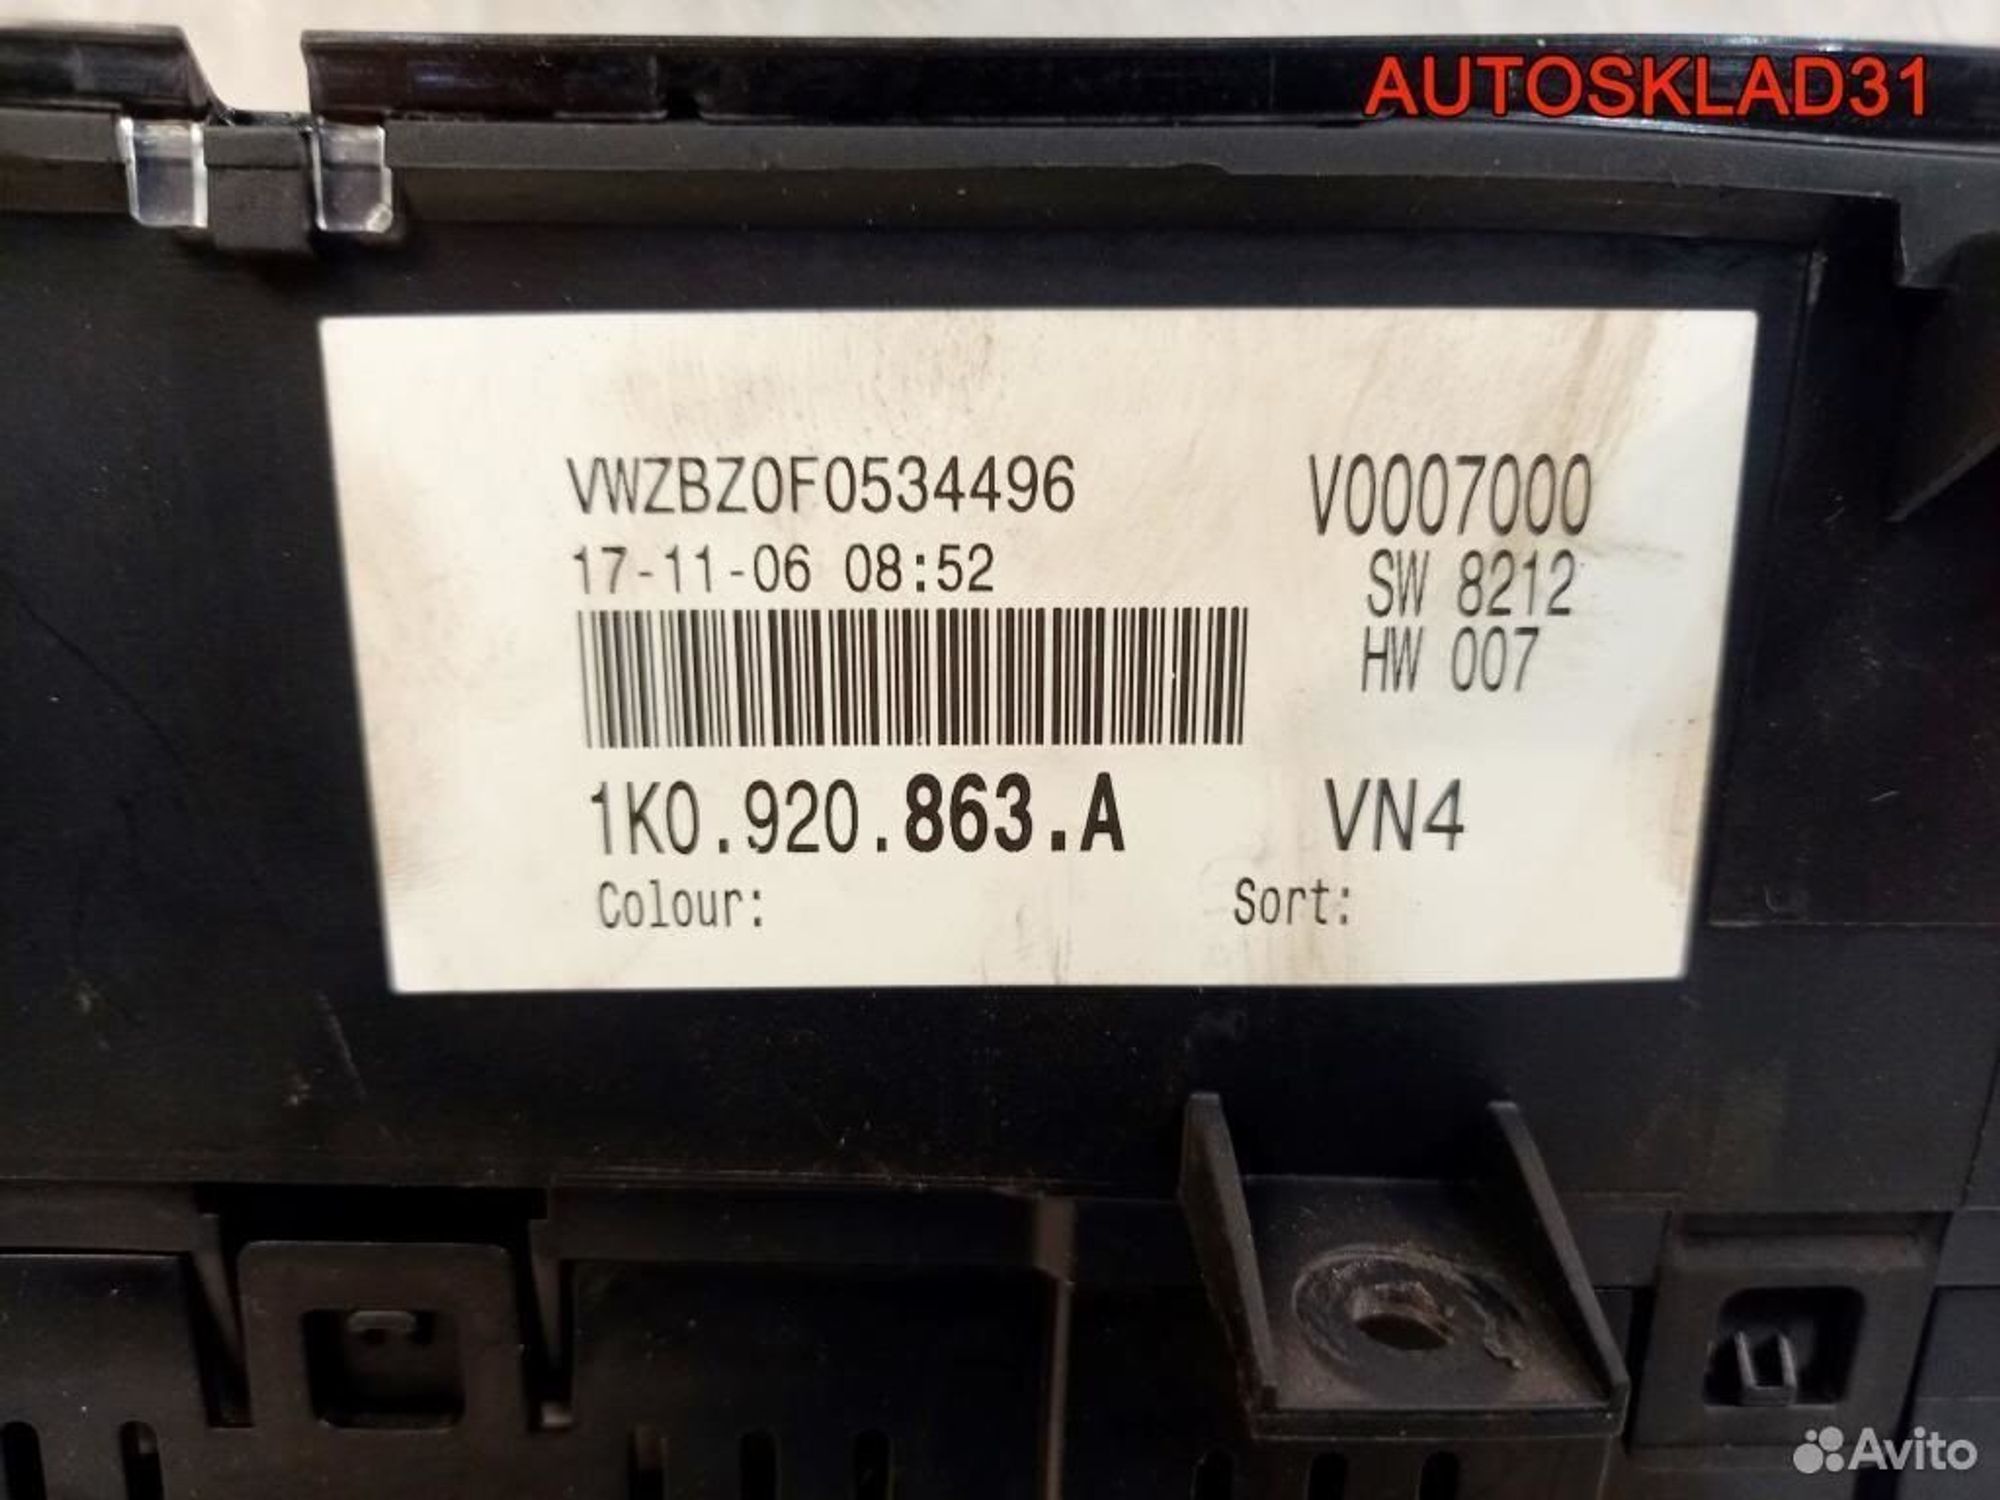 AUTOSKLAD31
VWZBZ0F0534496
V0007000
17-11-06 08:52
SW 8212
HW 007
1K0.920.863.A
VN4
Colour:
Sort:
Avito